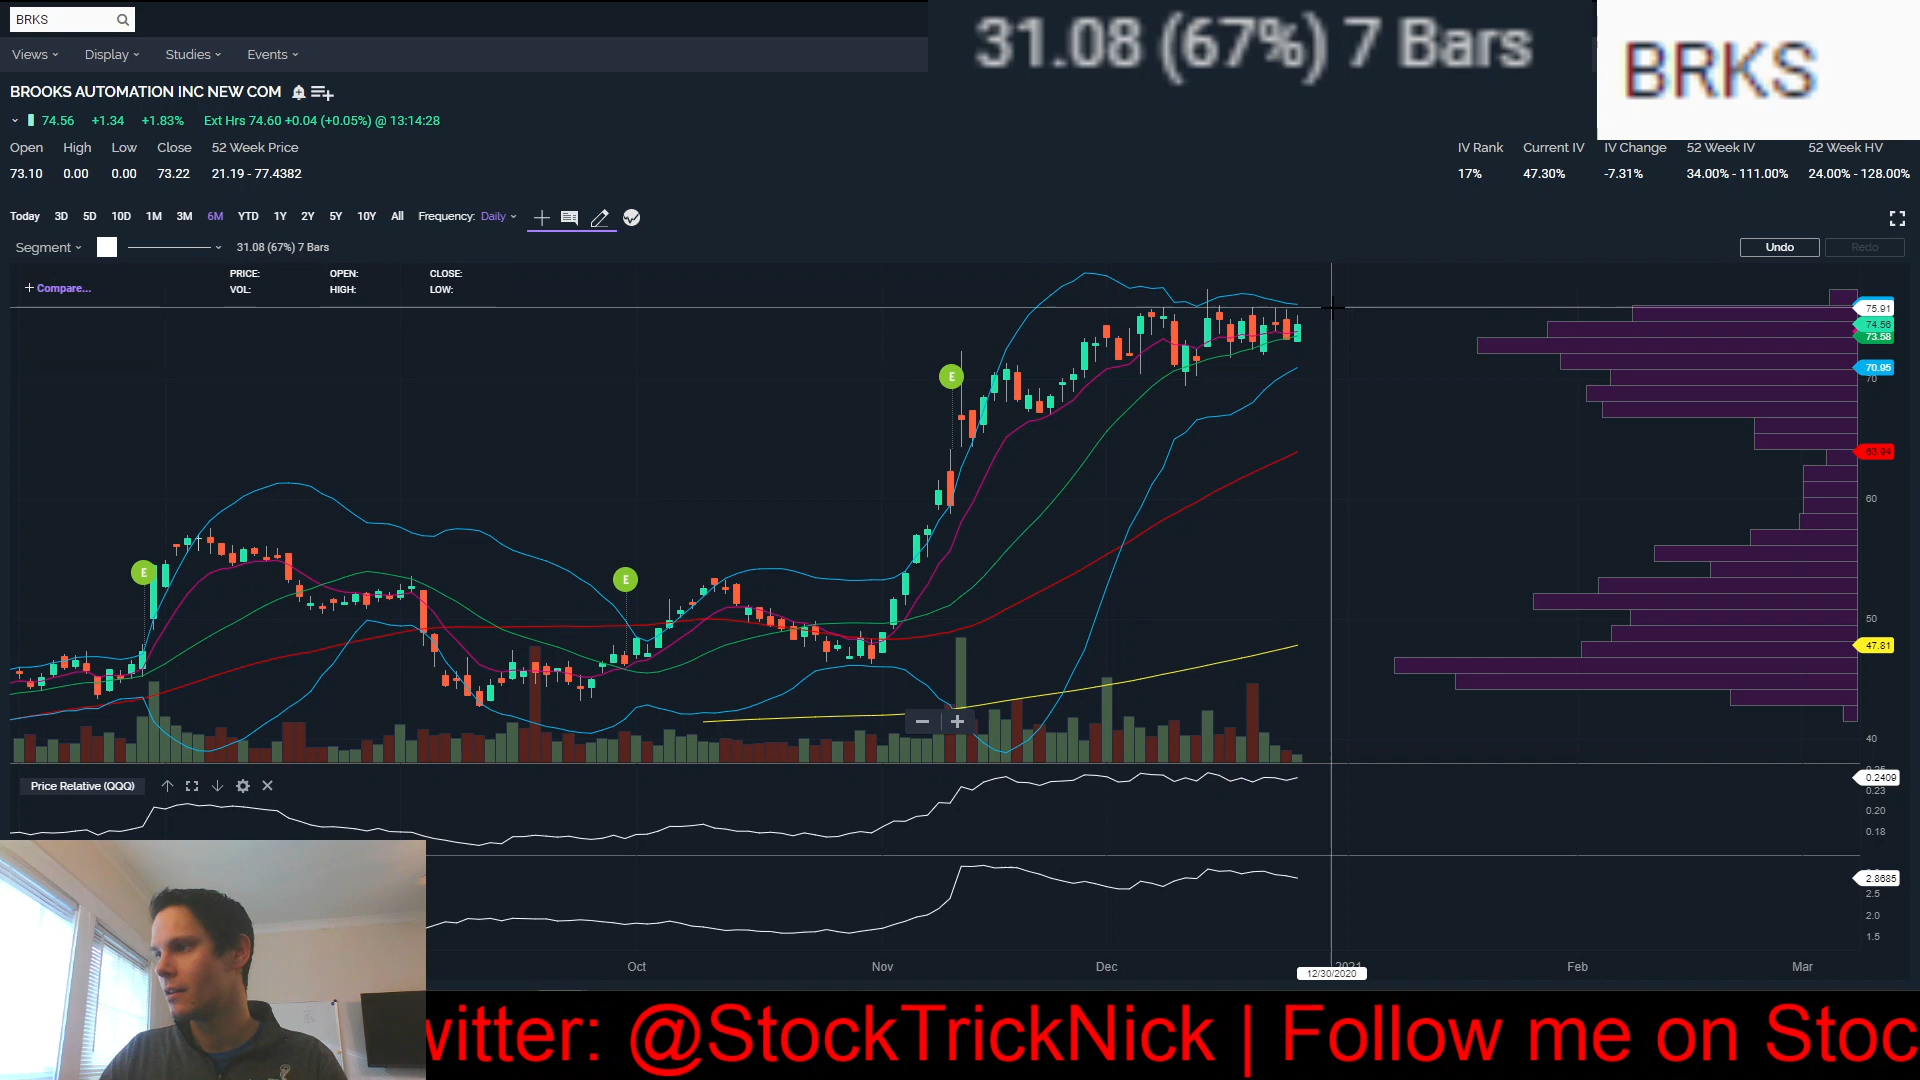 BRKS
31.08 (67%) 7 Bars
BRKS
Views Display Studies Events
BROOKS AUTOMATION INC NEW COM
74.56 +1.34 +1.83% Ext Hrs 74.60 +0.04 (+0.05%) @ 13:14:28
Open High Low Close 52 Week Price
73.10 0.00 0.00 73.22 21.19 - 77.4382
IV Rank Current IV IV Change 52 Week IV 52 Week HV
17% 47.30% -7.31% 34.00% - 111.00% 24.00% - 128.00%
Today 3D 5D 10D 1M 3M 6M YTD 1Y 2Y 5Y 10Y All Frequency: Daily
Segment 31.08 (67%) 7 Bars
Undo Redo
+ Compare...
PRICE: OPEN: CLOSE:
VOL: HIGH: LOW:
75.91
74.56
73.58
70.95
70
E
63.94
60
E
E
50
47.81
40
Price Relative (QQQ)
0.2409
0.23
0.20
0.18
2.8685
2.5
2.0
1.5
Oct Nov Dec 2021 Feb Mar
12/30/2020
witter: @StockTrickNick | Follow me on Stoc